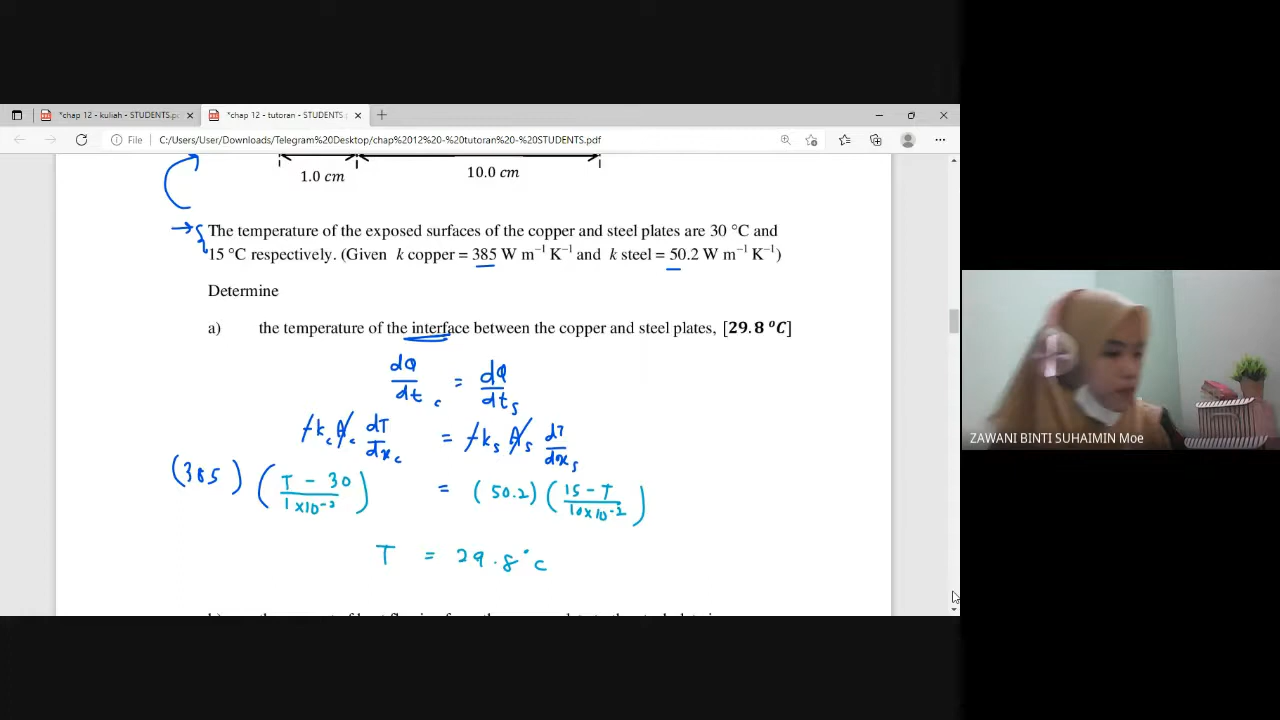 *chap 12 - kuliah - STUDENTS.pd
*chap 12 - tutoran - STUDENTS
File C:/Users/User/Downloads/Telegram%20Desktop/chap%2012%20-%20tutoran%20-%20STUDENTS.pdf
1.0 cm 10.0 cm
The temperature of the exposed surfaces of the copper and steel plates are 30 °C and
15 °C respectively. (Given k copper = 385 W m⁻¹ K⁻¹ and k steel = 50.2 W m⁻¹ K⁻¹)
Determine
a) the temperature of the interface between the copper and steel plates, [29.8 °C]
dQ/dt c = dQ/dt s
-k c A c dT/dx c = -k s A s dT/dx s
(385) (T - 30 / 1x10⁻²) = (50.2) (15 - T / 10x10⁻²)
T = 29.8°C
ZAWANI BINTI SUHAIMIN Moe